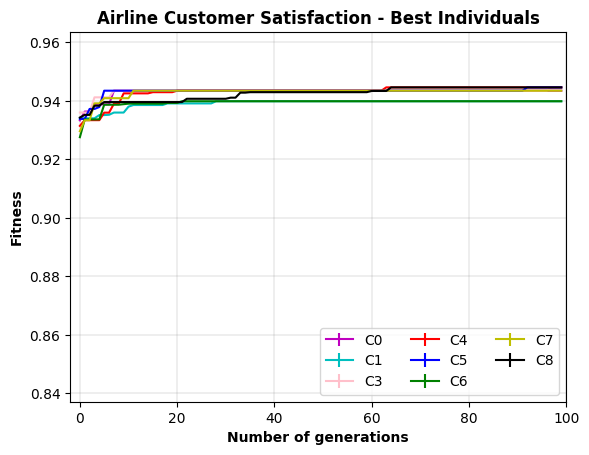 Airline Customer Satisfaction - Best Individuals
0.96
0.94
0.92
0.90
0.88
0.86
0.84
Fitness
C0 C4 C7
C1 C5 C8
C3 C6
0 20 40 60 80 100
Number of generations